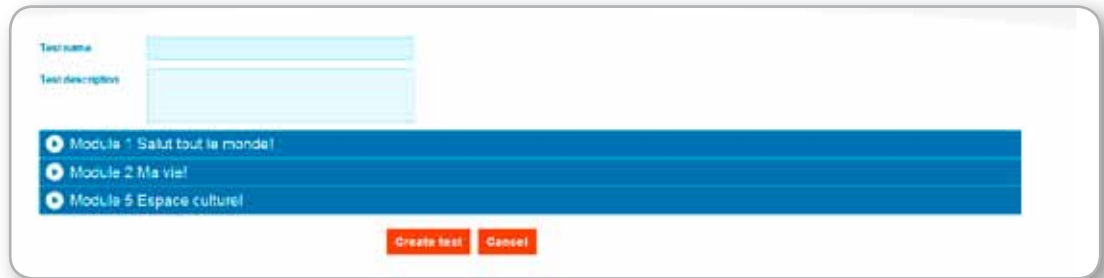 Test name
Test description
Module 1 Salut tout le monde!
Module 2 Ma vie!
Module 5 Espace culturel
Create test
Cancel